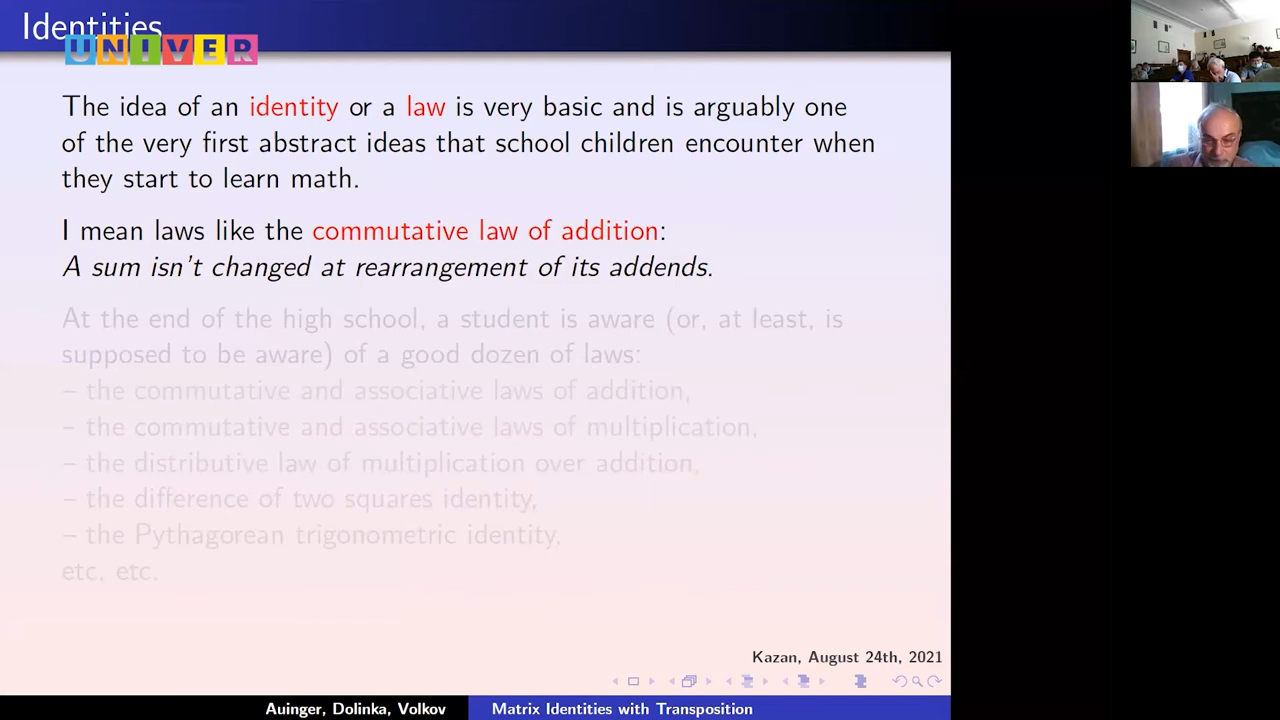 Identities
UNIVER
The idea of an identity or a law is very basic and is arguably one
of the very first abstract ideas that school children encounter when
they start to learn math.
I mean laws like the commutative law of addition:
A sum isn't changed at rearrangement of its addends.
At the end of the high school, a student is aware (or, at least, is
supposed to be aware) of a good dozen of laws:
– the commutative and associative laws of addition,
– the commutative and associative laws of multiplication,
– the distributive law of multiplication over addition,
– the difference of two squares identity,
– the Pythagorean trigonometric identity,
etc, etc.
Kazan, August 24th, 2021
Auinger, Dolinka, Volkov
Matrix Identities with Transposition